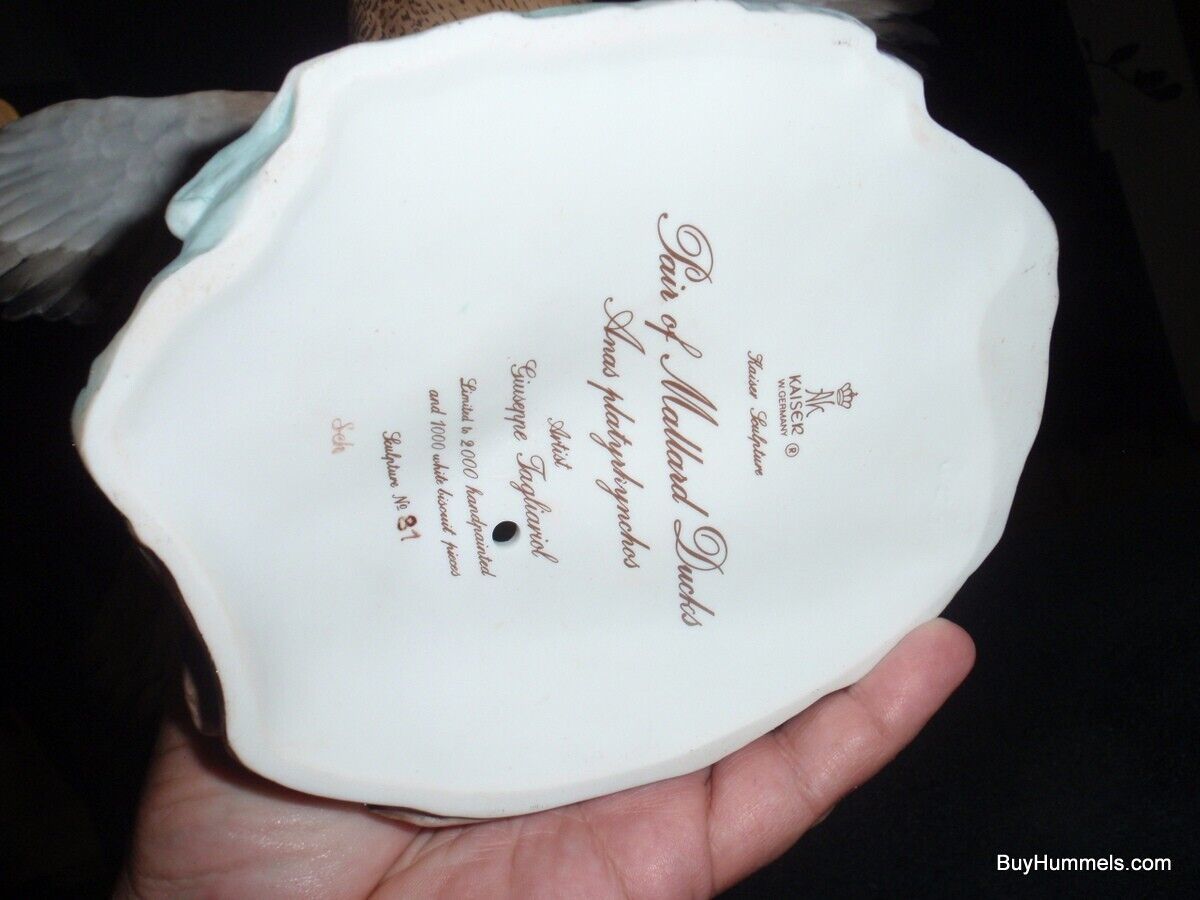 KAISER ®
W.GERMANY
Kaiser Sculpture
Pair of Mallard Ducks
Anas platyrhynchos
Artist
Giuseppe Tagliariol
Limited to 2000 handpainted
and 1000 white biscuit pieces
Sculpture № 81
Sch
BuyHummels.com